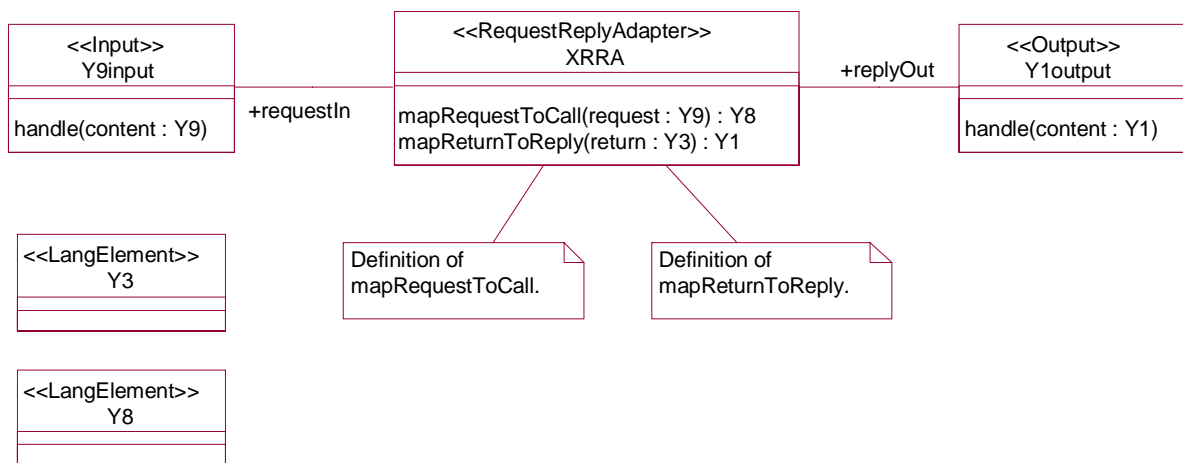 <<Input>>
Y9input
handle(content : Y9)
+requestIn
<<RequestReplyAdapter>>
XRRA
mapRequestToCall(request : Y9) : Y8
mapReturnToReply(return : Y3) : Y1
+replyOut
<<Output>>
Y1output
handle(content : Y1)
<<LangElement>>
Y3
Definition of
mapRequestToCall.
Definition of
mapReturnToReply.
<<LangElement>>
Y8